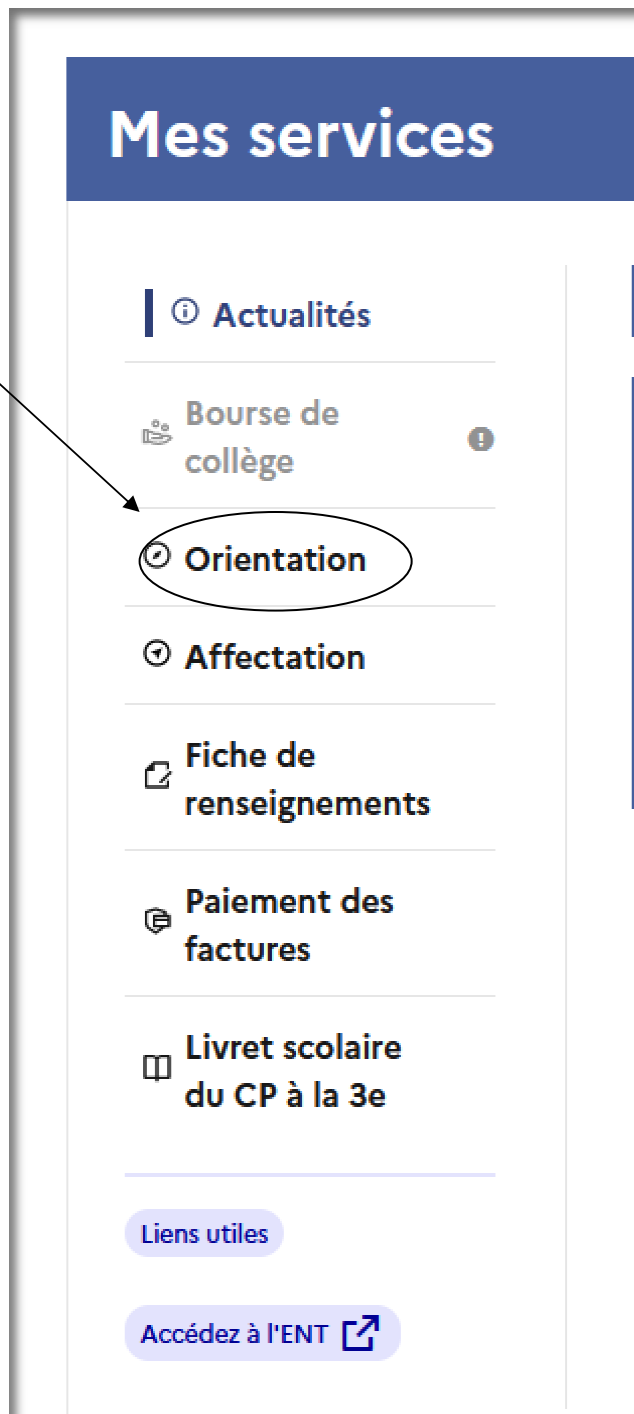 Mes services
Actualités
Bourse de
collège
Orientation
Affectation
Fiche de
renseignements
Paiement des
factures
Livret scolaire
du CP à la 3e
Liens utiles
Accédez à l'ENT